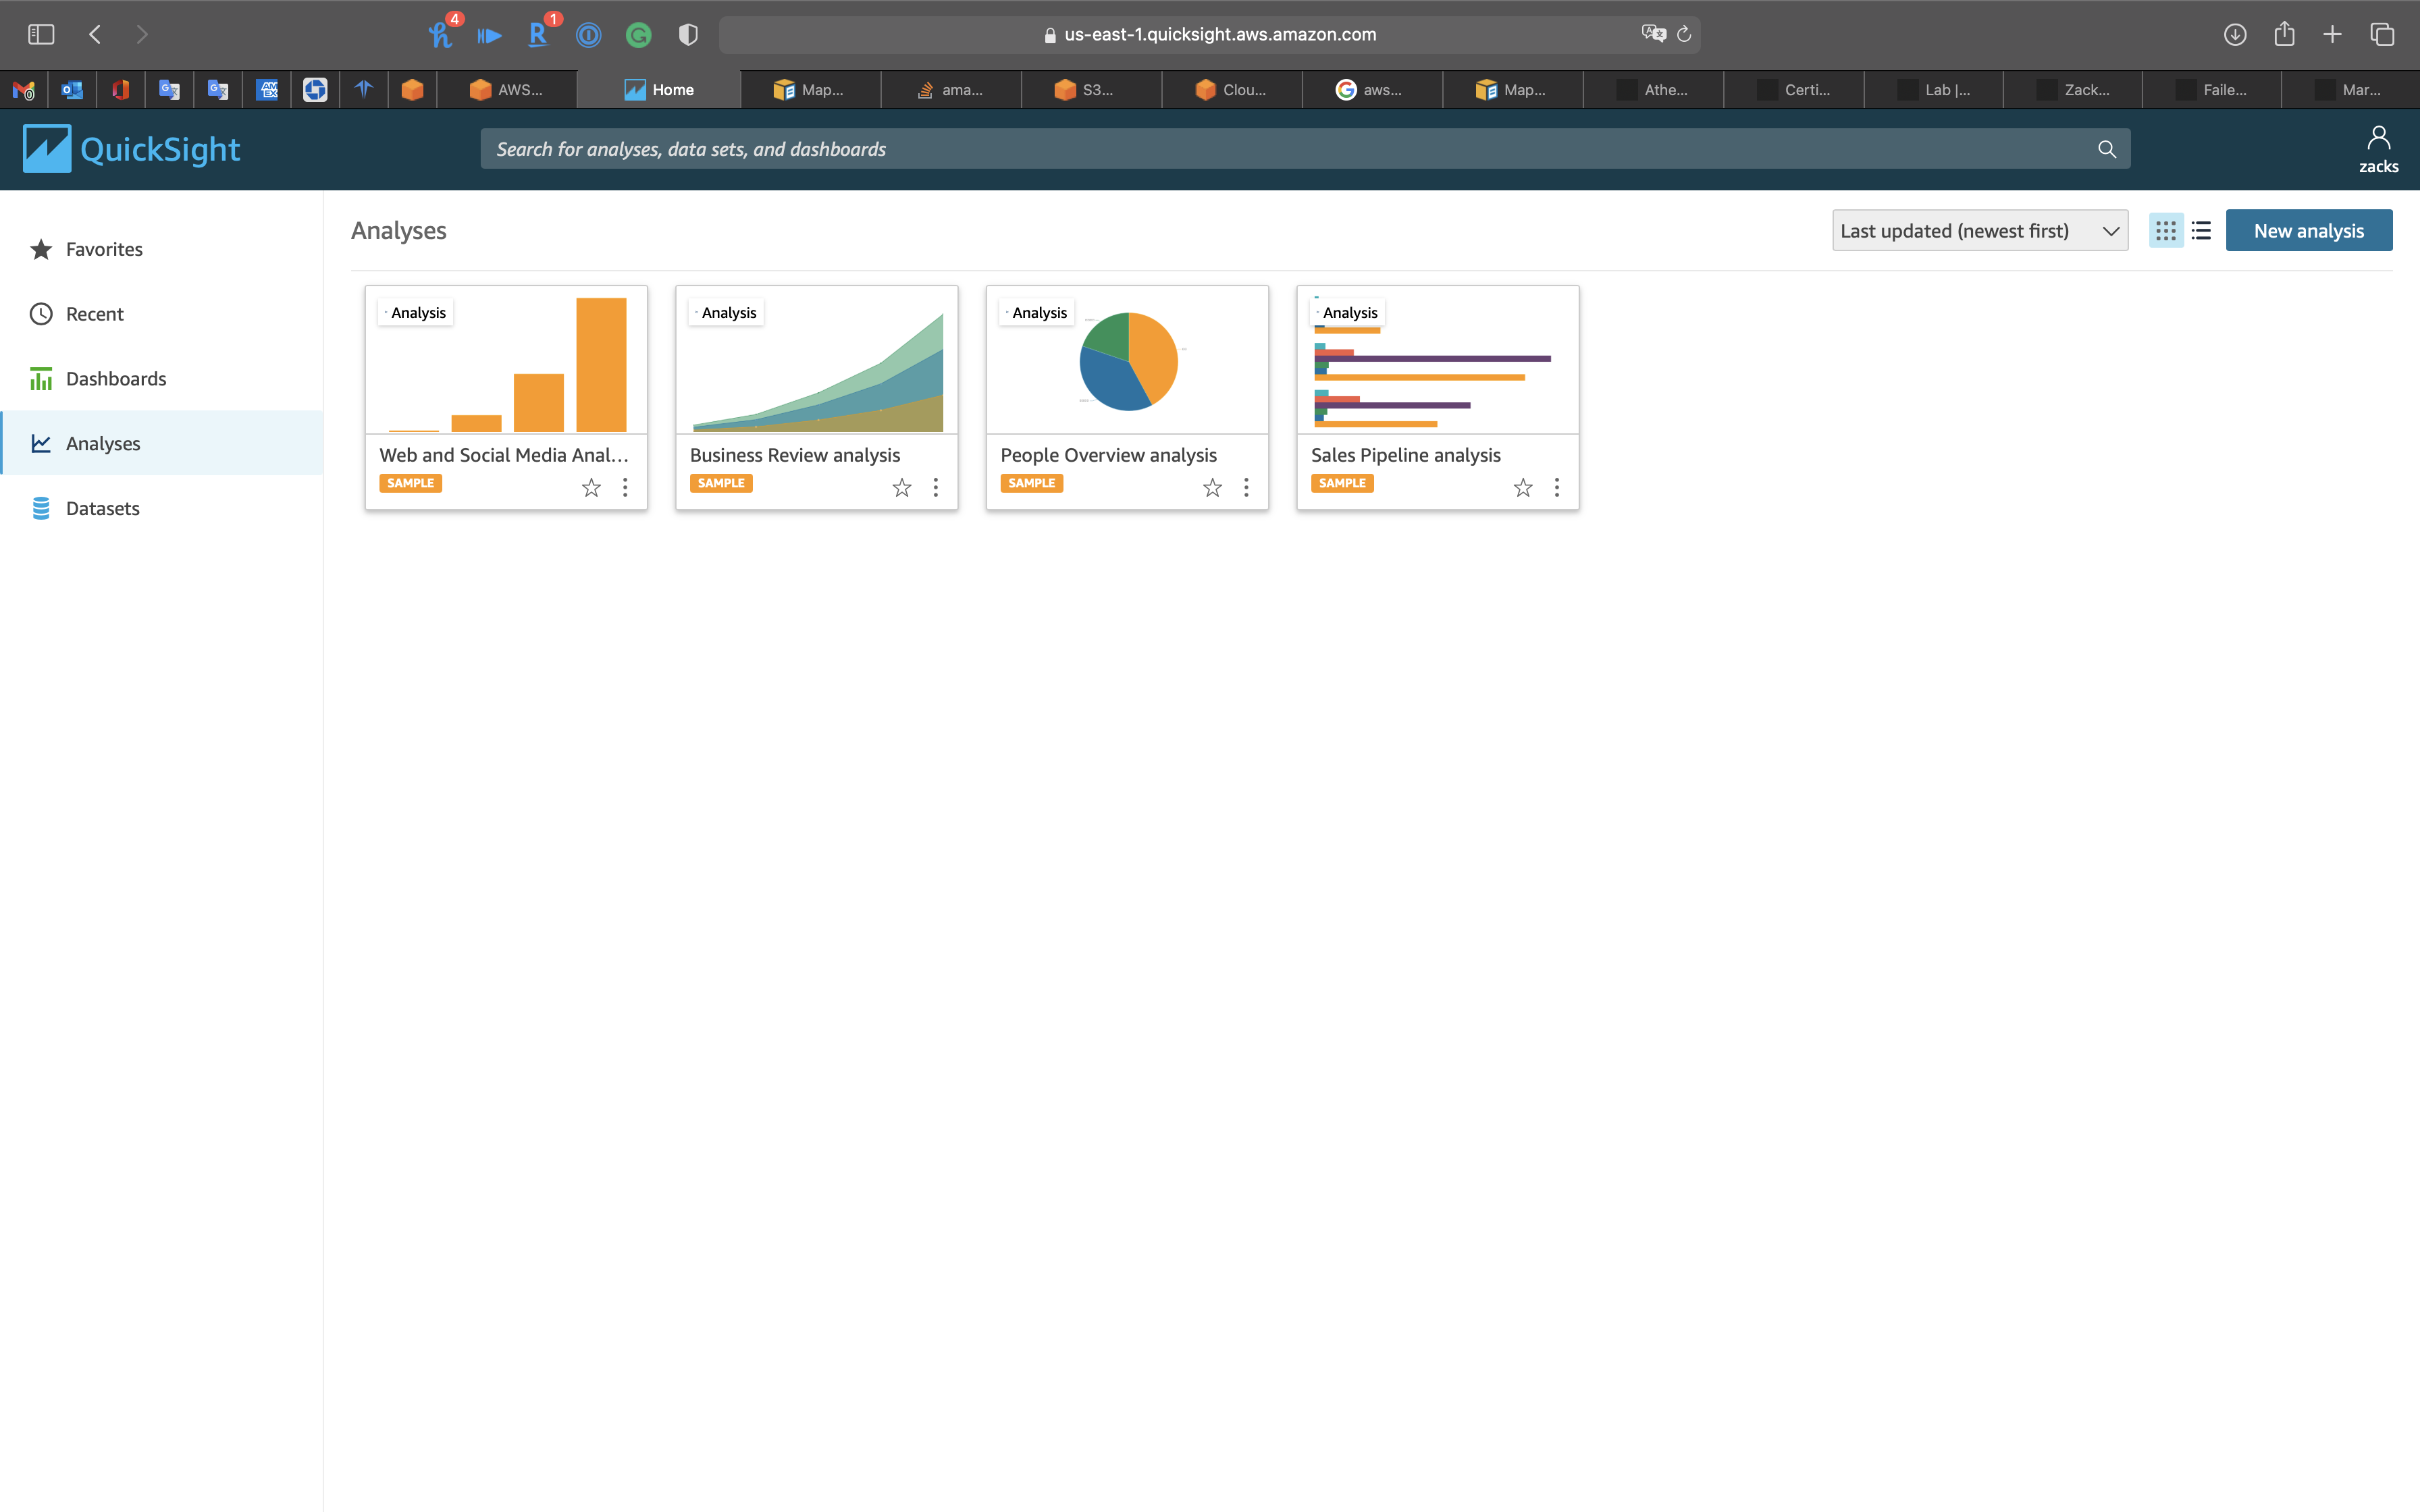 4
1
us-east-1.quicksight.aws.amazon.com
AWS...
Home
Map...
ama...
S3...
Clou...
aws...
Map...
Athe...
Certi...
Lab |...
Zack...
Faile...
Mar...
QuickSight
Search for analyses, data sets, and dashboards
zacks
Favorites
Recent
Dashboards
Analyses
Datasets
Analyses
Last updated (newest first)
New analysis
Analysis
Web and Social Media Anal...
SAMPLE
Analysis
Business Review analysis
SAMPLE
Analysis
People Overview analysis
SAMPLE
Analysis
Sales Pipeline analysis
SAMPLE